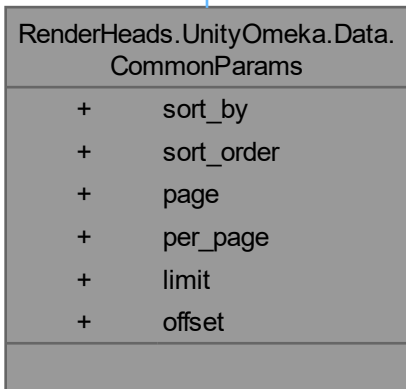 RenderHeads.UnityOmeka.Data.
CommonParams
+ sort_by
+ sort_order
+ page
+ per_page
+ limit
+ offset